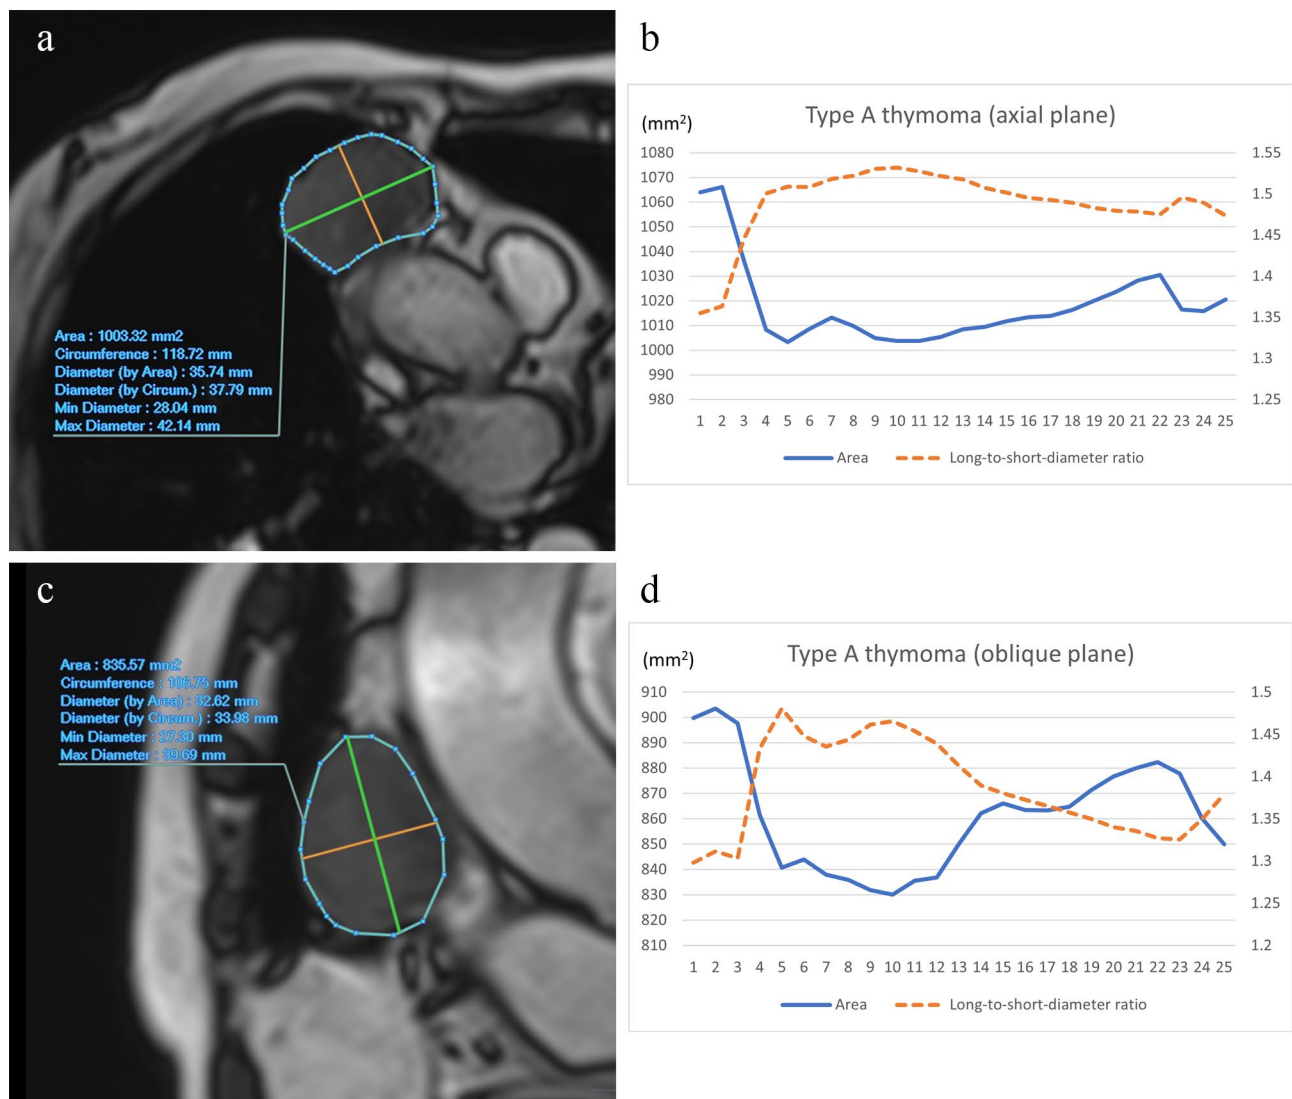 a
Area : 1003.32 mm2
Circumference : 118.72 mm
Diameter (by Area) : 35.74 mm
Diameter (by Circum.) : 37.79 mm
Min Diameter : 28.04 mm
Max Diameter : 42.14 mm
b
Type A thymoma (axial plane)
(mm²)
1080 1.55
1070
1060 1.5
1050 1.45
1040
1030 1.4
1020
1010 1.35
1000 1.3
990
980 1.25
1 2 3 4 5 6 7 8 9 10 11 12 13 14 15 16 17 18 19 20 21 22 23 24 25
Area Long-to-short-diameter ratio
c
Area : 835.57 mm2
Circumference : 106.75 mm
Diameter (by Area) : 32.62 mm
Diameter (by Circum.) : 33.98 mm
Min Diameter : 27.30 mm
Max Diameter : 39.69 mm
d
Type A thymoma (oblique plane)
(mm²)
910 1.5
900
890 1.45
880
870 1.4
860 1.35
850
840 1.3
830
820 1.25
810 1.2
1 2 3 4 5 6 7 8 9 10 11 12 13 14 15 16 17 18 19 20 21 22 23 24 25
Area Long-to-short-diameter ratio